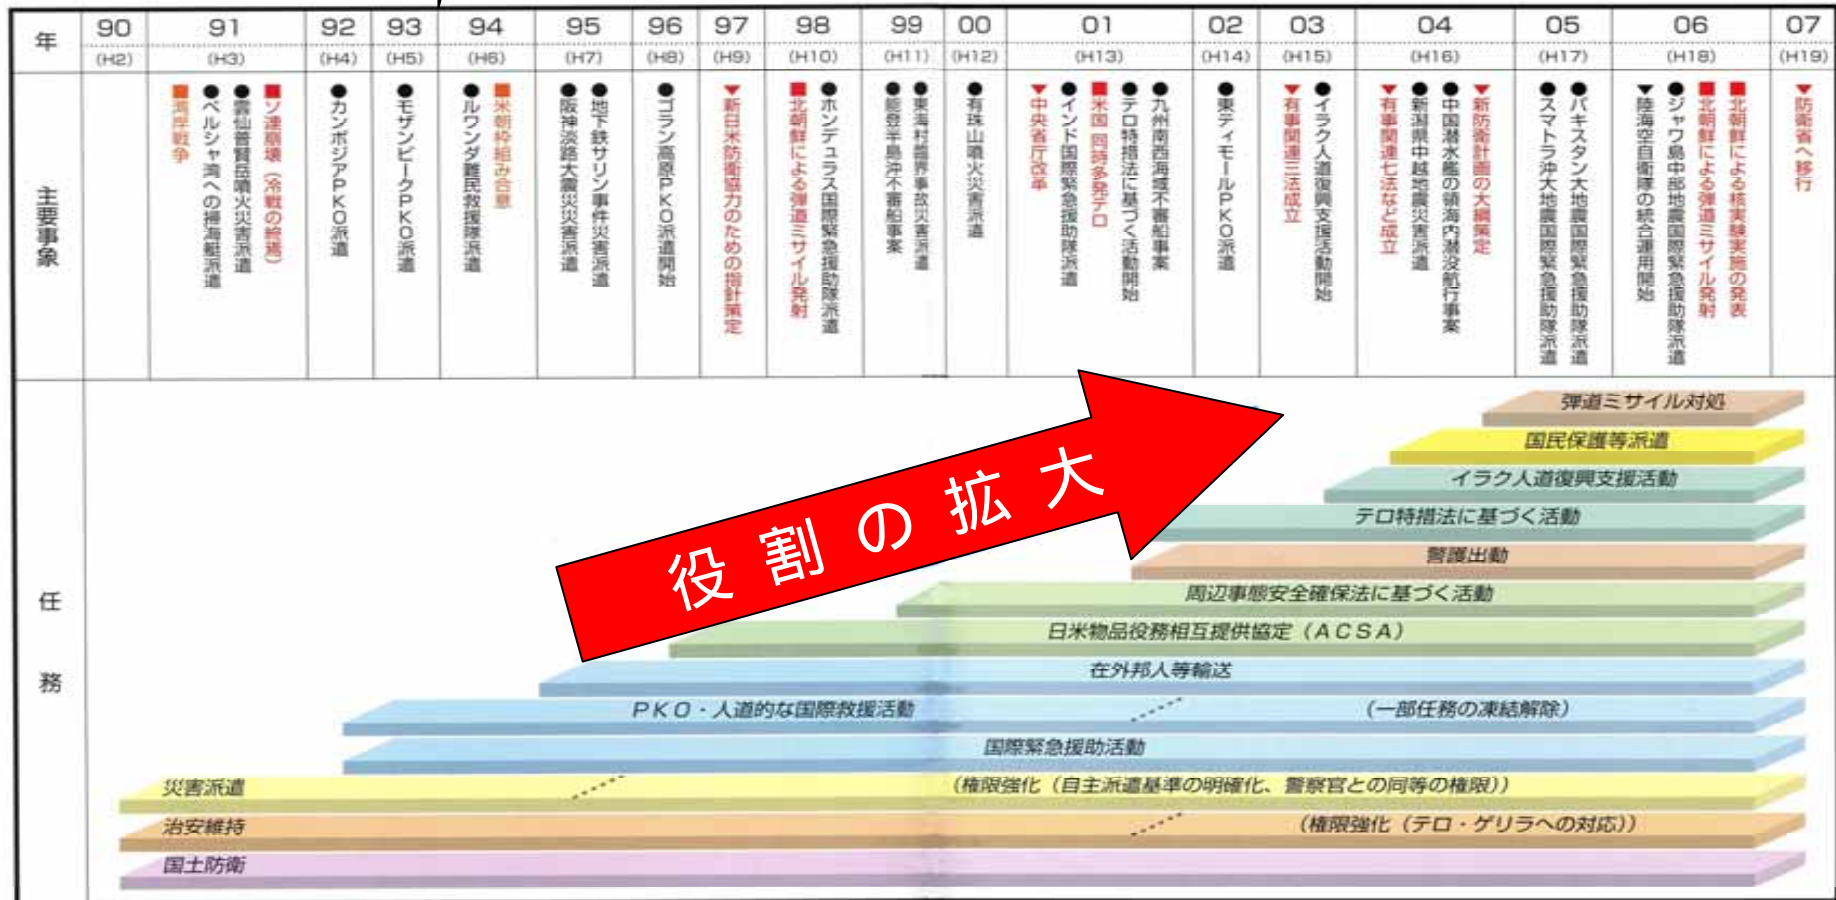 年
90
(H2)
91
(H3)
92
(H4)
93
(H5)
94
(H6)
95
(H7)
96
(H8)
97
(H9)
98
(H10)
99
(H11)
00
(H12)
01
(H13)
02
(H14)
03
(H15)
04
(H16)
05
(H17)
06
(H18)
07
(H19)
主要事象
■湾岸戦争
●ペルシャ湾への掃海艇派遣
●雲仙普賢岳噴火災害派遣
■ソ連崩壊（冷戦の終焉）
●カンボジアPKO派遣
●モザンビークPKO派遣
●ルワンダ難民救援隊派遣
■米朝枠組み合意
●阪神淡路大震災災害派遣
●地下鉄サリン事件災害派遣
●ゴラン高原PKO派遣開始
▼新日米防衛協力のための指針策定
■北朝鮮による弾道ミサイル発射
●ホンデュラス国際緊急援助隊派遣
●能登半島沖不審船事案
●東海村臨界事故災害派遣
●有珠山噴火災害派遣
▼中央省庁改革
●インド国際緊急援助隊派遣
■米国 同時多発テロ
●テロ特措法に基づく活動開始
●九州南西海域不審船事案
●東ティモールPKO派遣
▼有事関連三法成立
●イラク人道復興支援活動開始
▼有事関連七法など成立
●新潟県中越地震災害派遣
●中国潜水艦の領海内潜没航行事案
▼新防衛計画の大綱策定
●スマトラ沖大地震国際緊急援助隊派遣
●パキスタン大地震国際緊急援助隊派遣
▼陸海空自衛隊の統合運用開始
●ジャワ島中部地震国際緊急援助隊派遣
■北朝鮮による弾道ミサイル発射
■北朝鮮による核実験実施の発表
▼防衛省へ移行
任務
役割の拡大
弾道ミサイル対処
国民保護等派遣
イラク人道復興支援活動
テロ特措法に基づく活動
警護出動
周辺事態安全確保法に基づく活動
日米物品役務相互提供協定（ACSA）
在外邦人等輸送
PKO・人道的な国際救援活動 （一部任務の凍結解除）
国際緊急援助活動
災害派遣 （権限強化（自主派遣基準の明確化、警察官との同等の権限））
治安維持 （権限強化（テロ・ゲリラへの対応））
国土防衛